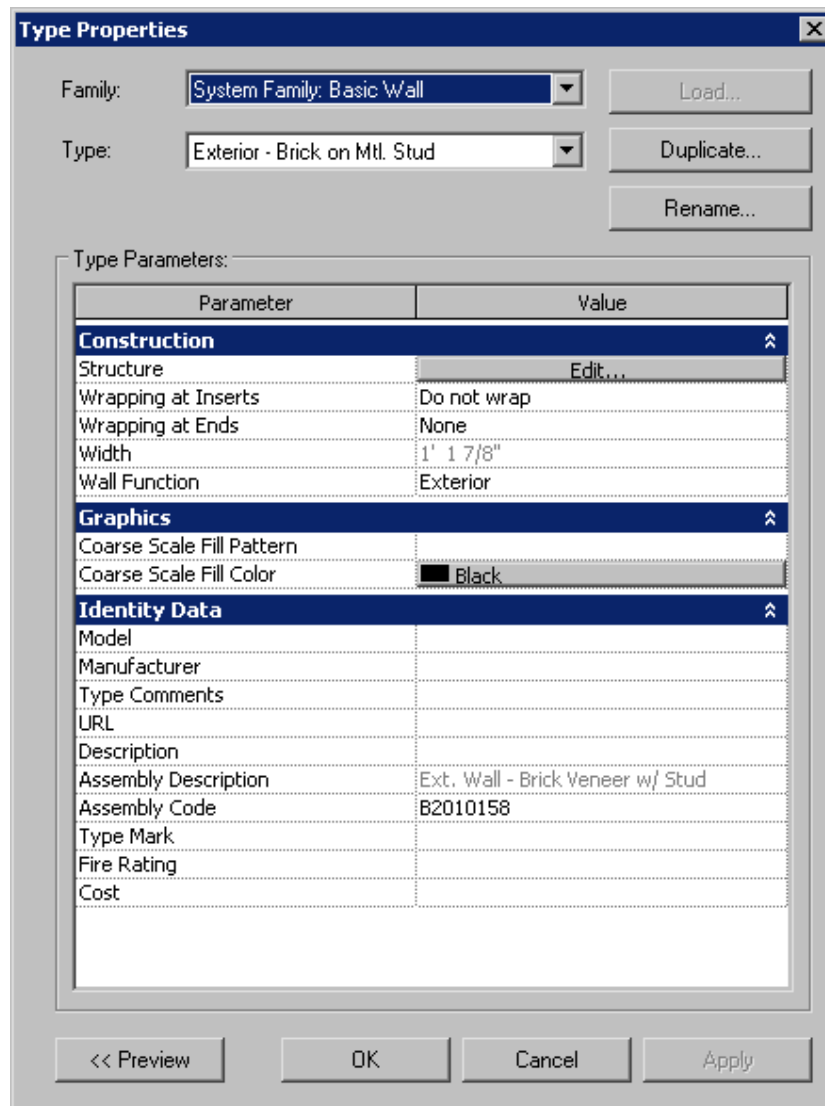 Type Properties
Family: System Family: Basic Wall Load...
Type: Exterior - Brick on Mtl. Stud Duplicate...
Rename...
Type Parameters:
Parameter Value
Construction
Structure Edit...
Wrapping at Inserts Do not wrap
Wrapping at Ends None
Width 1' 1 7/8"
Wall Function Exterior
Graphics
Coarse Scale Fill Pattern
Coarse Scale Fill Color Black
Identity Data
Model
Manufacturer
Type Comments
URL
Description
Assembly Description Ext. Wall - Brick Veneer w/ Stud
Assembly Code B2010158
Type Mark
Fire Rating
Cost
<< Preview OK Cancel Apply